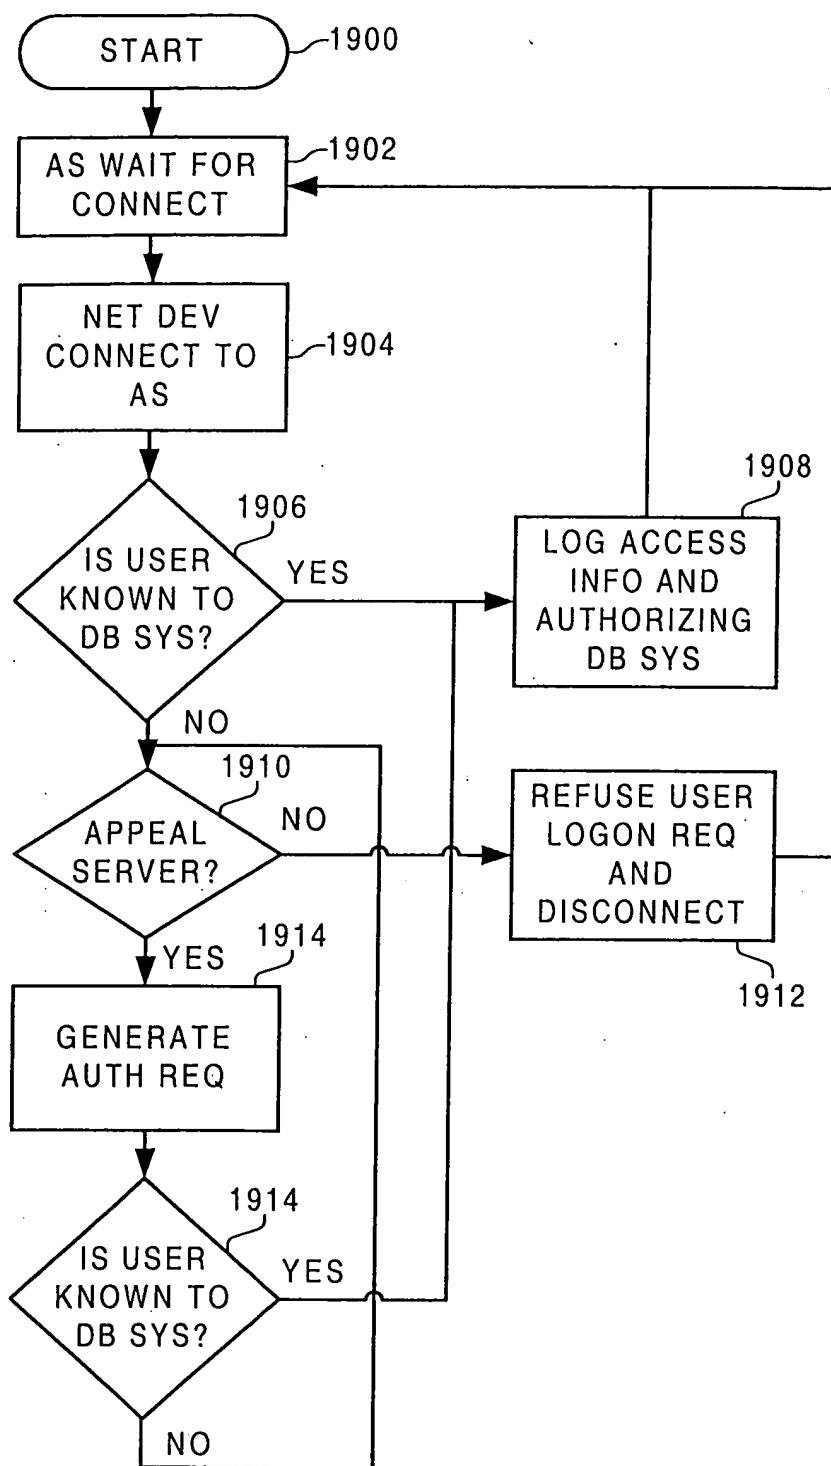 START
1900
AS WAIT FOR
CONNECT
1902
NET DEV
CONNECT TO
AS
1904
1906
IS USER
KNOWN TO
DB SYS?
YES
NO
1908
LOG ACCESS
INFO AND
AUTHORIZING
DB SYS
1910
APPEAL
SERVER?
NO
YES
REFUSE USER
LOGON REQ
AND
DISCONNECT
1912
1914
GENERATE
AUTH REQ
1914
IS USER
KNOWN TO
DB SYS?
YES
NO